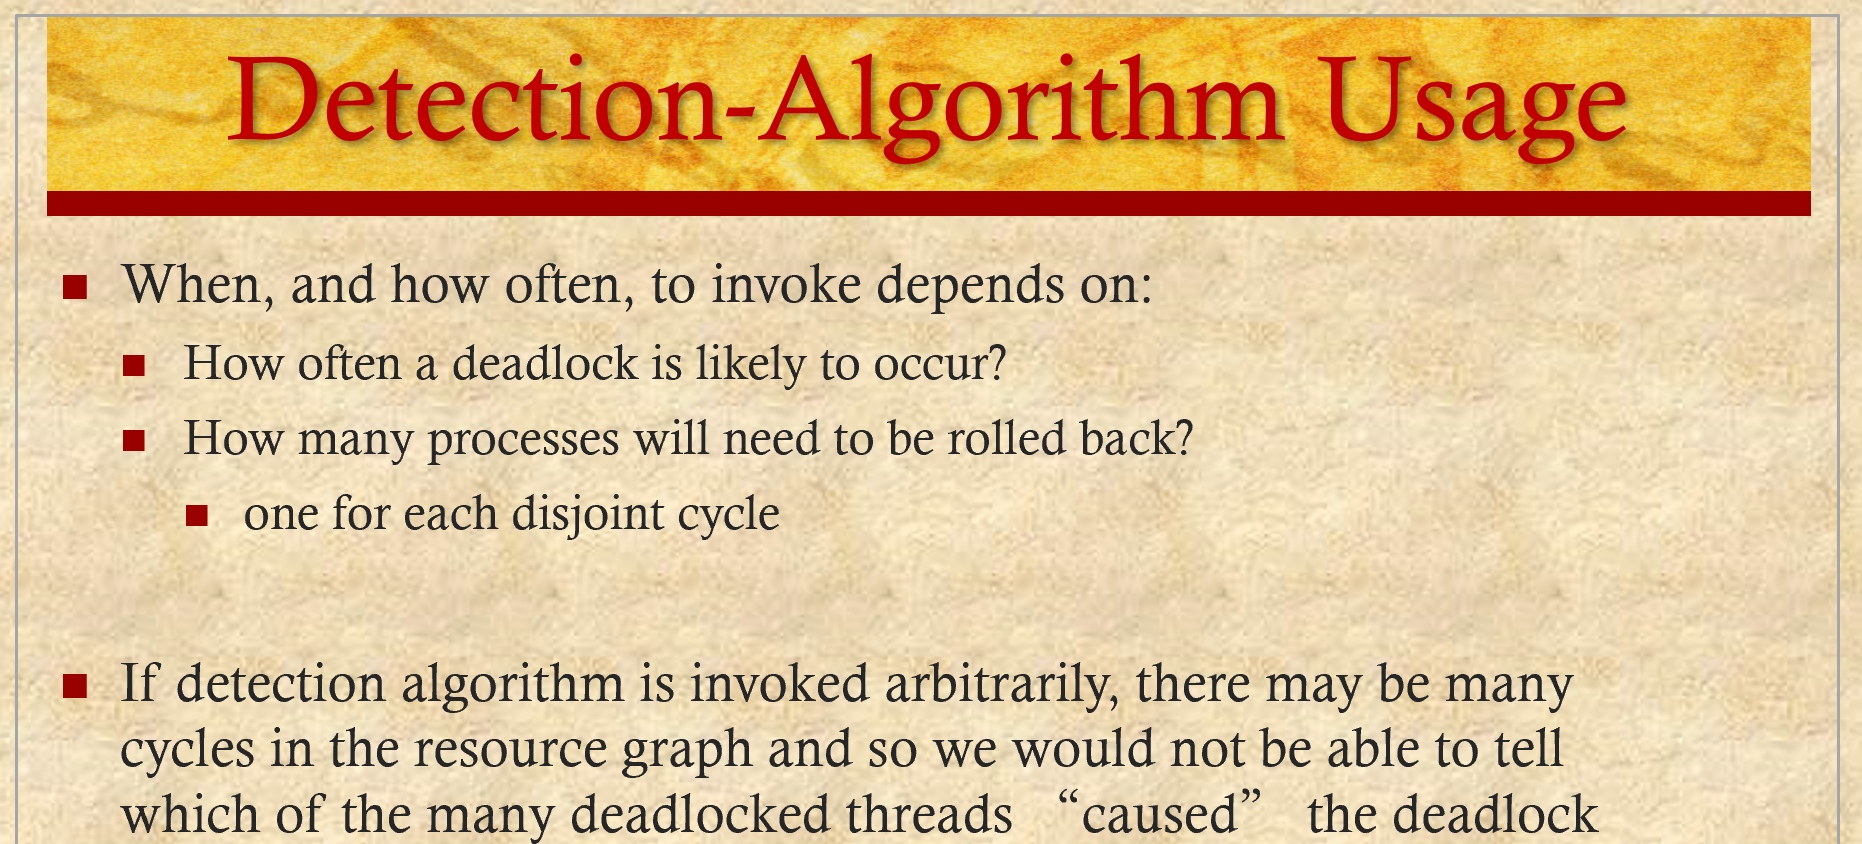 Detection-Algorithm Usage
When, and how often, to invoke depends on:
How often a deadlock is likely to occur?
How many processes will need to be rolled back?
one for each disjoint cycle
If detection algorithm is invoked arbitrarily, there may be many
cycles in the resource graph and so we would not be able to tell
which of the many deadlocked threads “caused” the deadlock